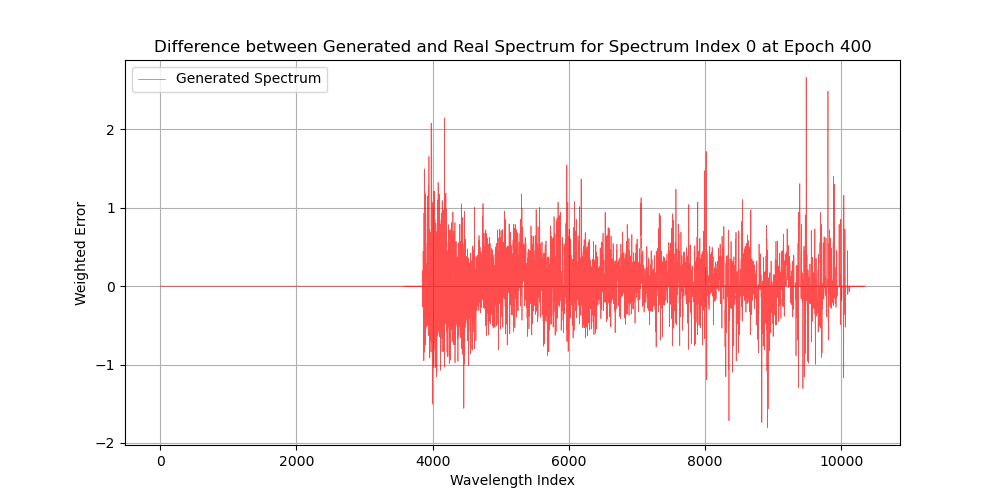 Difference between Generated and Real Spectrum for Spectrum Index 0 at Epoch 400
Generated Spectrum
Weighted Error
2
1
0
−1
−2
0 2000 4000 6000 8000 10000
Wavelength Index